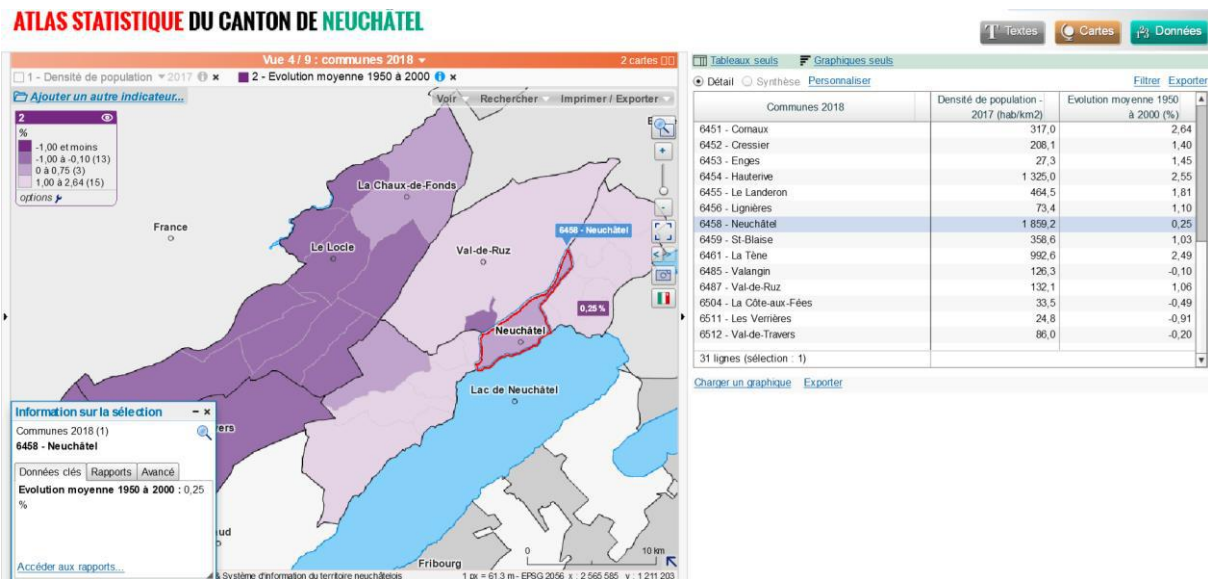 ATLAS STATISTIQUE DU CANTON DE NEUCHÂTEL
Textes
Cartes
Données
Vue 4 / 9 : communes 2018
2 cartes
1 - Densité de population 2017
2 - Evolution moyenne 1950 à 2000
Ajouter un autre indicateur...
Voir
Rechercher
Imprimer / Exporter
2
%
-1,00 et moins
-1,00 à -0,10 (13)
0 à 0,75 (3)
1,00 à 2,64 (15)
options
La Chaux-de-Fonds
France
Le Locle
Val-de-Ruz
6458 - Neuchâtel
0,25 %
Neuchâtel
Lac de Neuchâtel
vers
ud
Fribourg
0
10 km
Système d'information du territoire neuchâtelois
1 px = 61.3 m - EPSG 2056 x : 2 565 585 y : 1 211 203
Information sur la sélection
Communes 2018 (1)
6458 - Neuchâtel
Données clés Rapports Avancé
Evolution moyenne 1950 à 2000 : 0,25
%
Accéder aux rapports...
Tableaux seuls
Graphiques seuls
Détail Synthèse Personnaliser
Filtrer Exporter
Communes 2018
Densité de population -
2017 (hab/km2)
Evolution moyenne 1950
à 2000 (%)
6451 - Cornaux 317,0 2,64
6452 - Cressier 208,1 1,40
6453 - Enges 27,3 1,45
6454 - Hauterive 1 325,0 2,55
6455 - Le Landeron 464,5 1,81
6456 - Lignières 73,4 1,10
6458 - Neuchâtel 1 859,2 0,25
6459 - St-Blaise 358,6 1,03
6461 - La Tène 992,6 2,49
6485 - Valangin 126,3 -0,10
6487 - Val-de-Ruz 132,1 1,06
6504 - La Côte-aux-Fées 33,5 -0,49
6511 - Les Verrières 24,8 -0,91
6512 - Val-de-Travers 86,0 -0,20
31 lignes (sélection : 1)
Charger un graphique Exporter